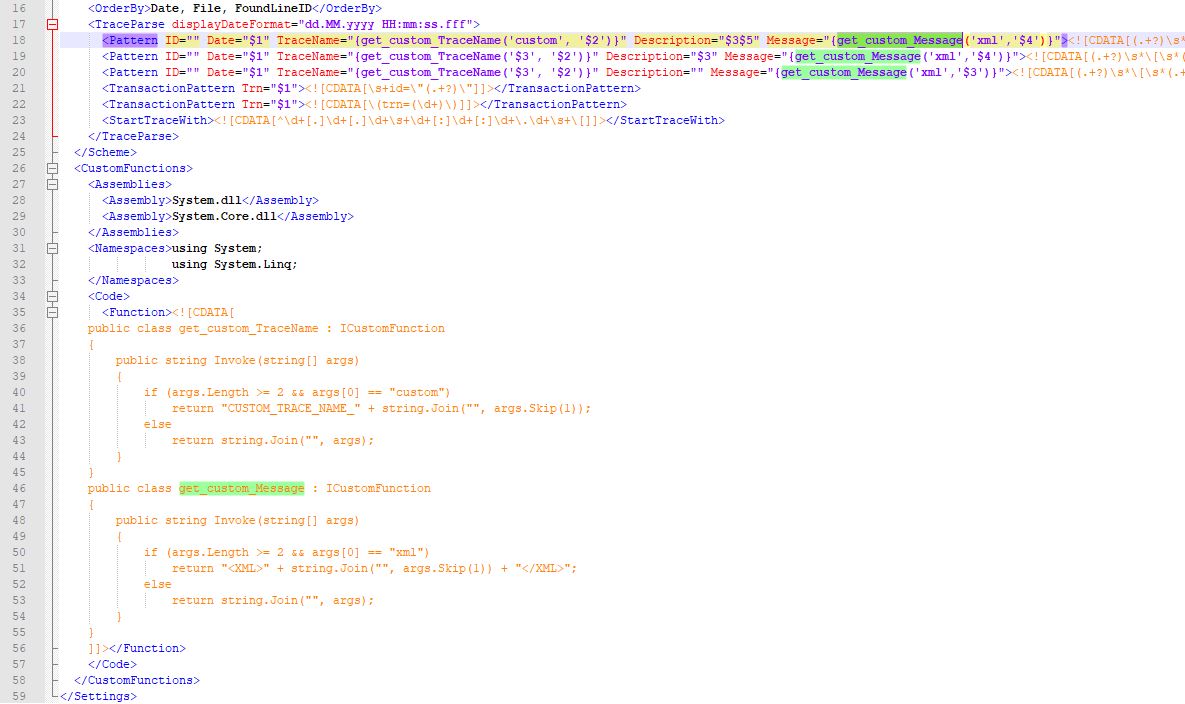 16 <OrderBy>Date, File, FoundLineID</OrderBy>
17 <TraceParse displayDateFormat="dd.MM.yyyy HH:mm:ss.fff">
18 <Pattern ID="" Date="$1" TraceName="{get_custom_TraceName('custom', '$2')}" Description="$3$5" Message="{get_custom_Message('xml','$4')}"><![CDATA[(.+?)\s*
19 <Pattern ID="" Date="$1" TraceName="{get_custom_TraceName('$3', '$2')}" Description="$3" Message="{get_custom_Message('xml','$4')}"><![CDATA[(.+?)\s*\[\s*(
20 <Pattern ID="" Date="$1" TraceName="{get_custom_TraceName('$3', '$2')}" Description="" Message="{get_custom_Message('xml','$3')}"><![CDATA[(.+?)\s*\[\s*(.+
21 <TransactionPattern Trn="$1"><![CDATA[\s+id=\"(.+?)\"]]></TransactionPattern>
22 <TransactionPattern Trn="$1"><![CDATA[\(trn=(\d+)\)]]></TransactionPattern>
23 <StartTraceWith><![CDATA[^\d+[.]\d+[.]\d+\s+\d+[:]\d+[:]\d+\.\d+\s+\[]]></StartTraceWith>
24 </TraceParse>
25 </Scheme>
26 <CustomFunctions>
27 <Assemblies>
28 <Assembly>System.dll</Assembly>
29 <Assembly>System.Core.dll</Assembly>
30 </Assemblies>
31 <Namespaces>using System;
32 using System.Linq;
33 </Namespaces>
34 <Code>
35 <Function><![CDATA[
36 public class get_custom_TraceName : ICustomFunction
37 {
38 public string Invoke(string[] args)
39 {
40 if (args.Length >= 2 && args[0] == "custom")
41 return "CUSTOM_TRACE_NAME_" + string.Join("", args.Skip(1));
42 else
43 return string.Join("", args);
44 }
45 }
46 public class get_custom_Message : ICustomFunction
47 {
48 public string Invoke(string[] args)
49 {
50 if (args.Length >= 2 && args[0] == "xml")
51 return "<XML>" + string.Join("", args.Skip(1)) + "</XML>";
52 else
53 return string.Join("", args);
54 }
55 }
56 ]]></Function>
57 </Code>
58 </CustomFunctions>
59 </Settings>